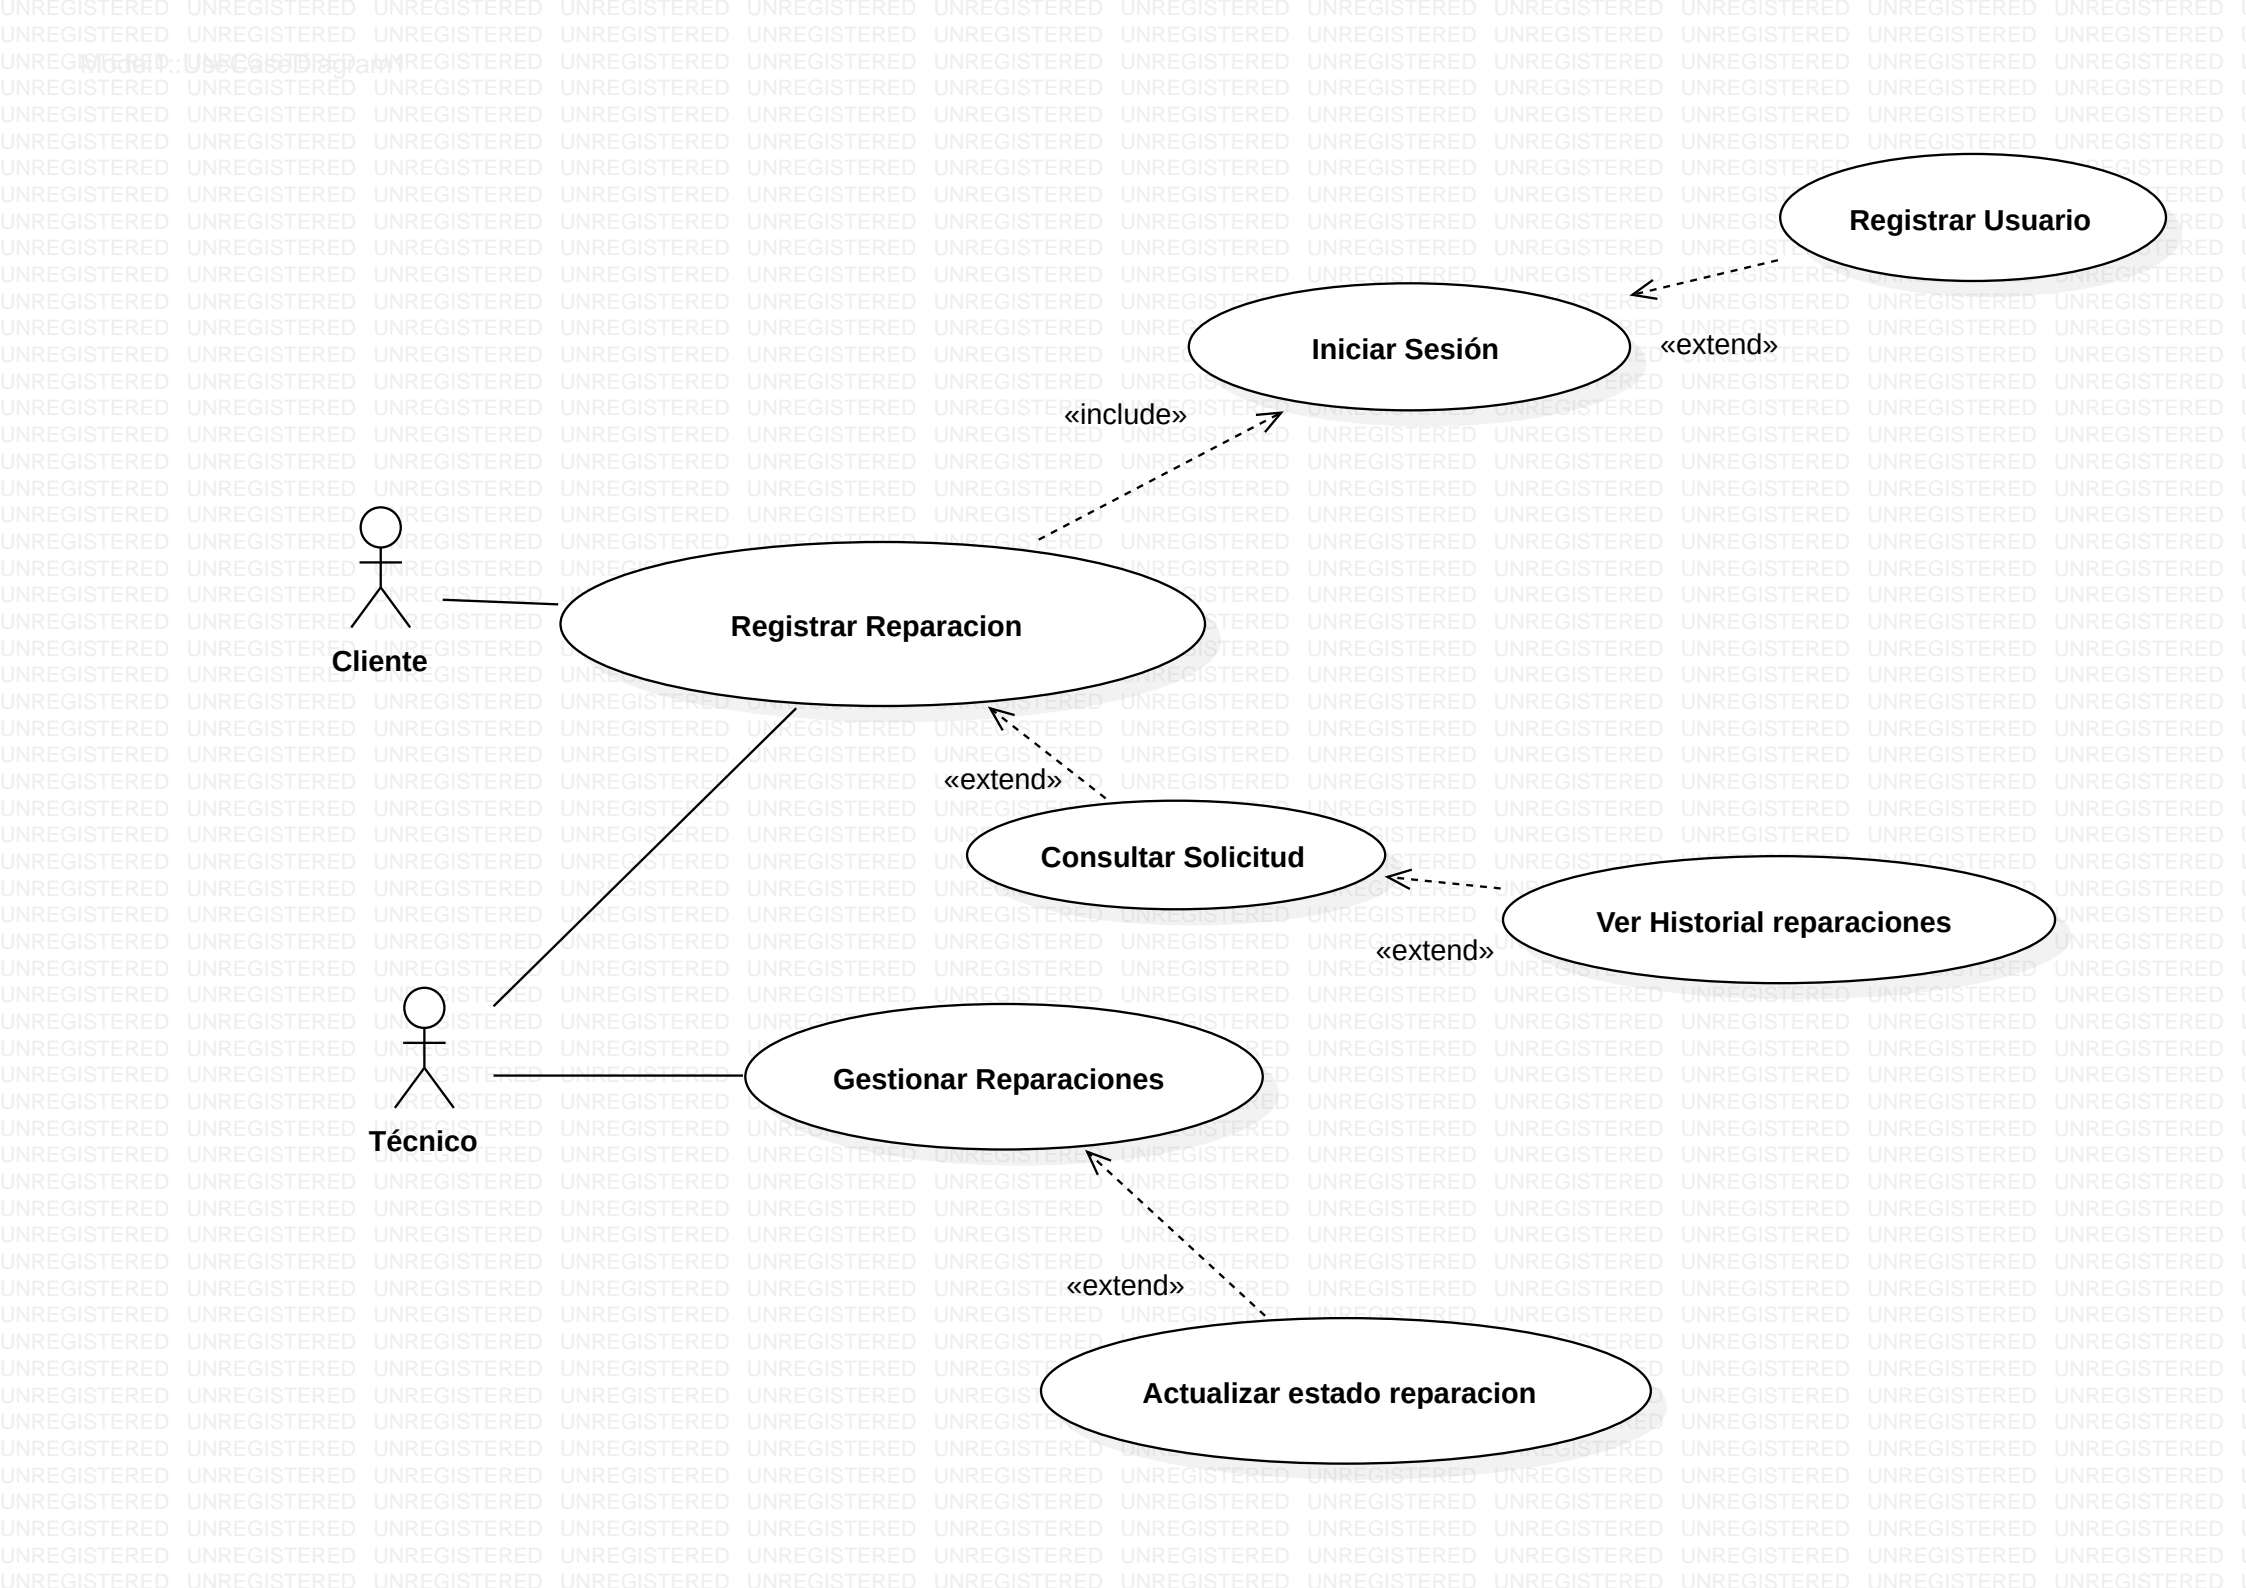 Model1::UseCaseDiagram1
Registrar Usuario
Iniciar Sesión
«extend»
«include»
Registrar Reparacion
Cliente
«extend»
Consultar Solicitud
Ver Historial reparaciones
«extend»
Gestionar Reparaciones
Técnico
«extend»
Actualizar estado reparacion
UNREGISTERED